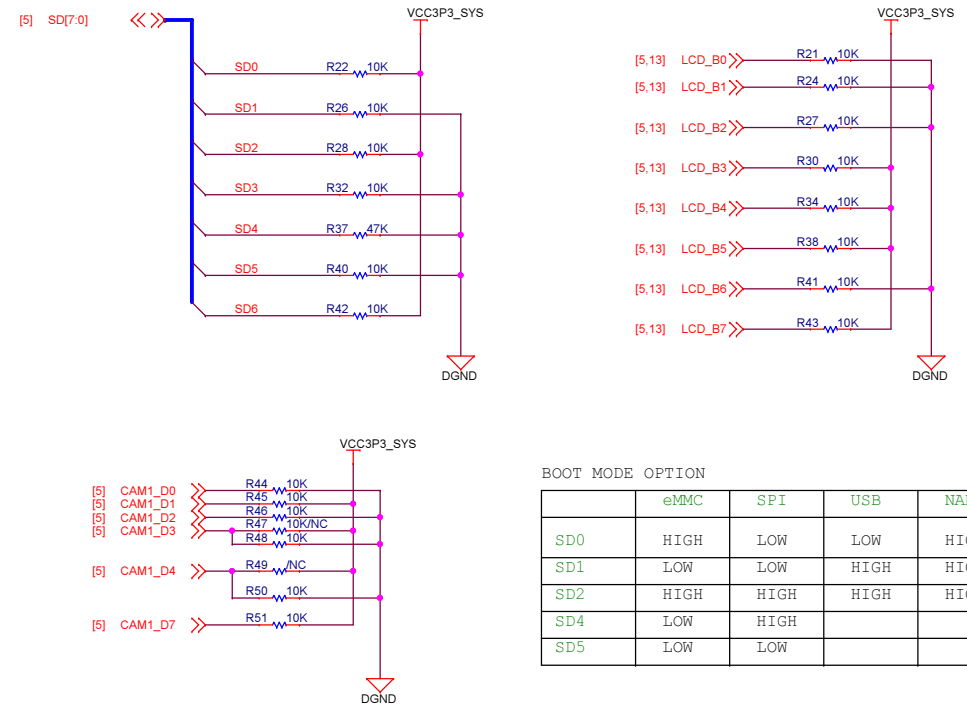 [5] SD[7:0]
VCC3P3_SYS
SD0 R22 10K
SD1 R26 10K
SD2 R28 10K
SD3 R32 10K
SD4 R37 47K
SD5 R40 10K
SD6 R42 10K
DGND
VCC3P3_SYS
[5,13] LCD_B0 R21 10K
[5,13] LCD_B1 R24 10K
[5,13] LCD_B2 R27 10K
[5,13] LCD_B3 R30 10K
[5,13] LCD_B4 R34 10K
[5,13] LCD_B5 R38 10K
[5,13] LCD_B6 R41 10K
[5,13] LCD_B7 R43 10K
DGND
VCC3P3_SYS
[5] CAM1_D0 R44 10K
[5] CAM1_D1 R45 10K
[5] CAM1_D2 R46 10K
[5] CAM1_D3 R47 10K/NC
R48 10K
[5] CAM1_D4 R49 /NC
R50 10K
[5] CAM1_D7 R51 10K
DGND
BOOT MODE OPTION
eMMC SPI USB
SD0 HIGH LOW LOW
SD1 LOW LOW HIGH
SD2 HIGH HIGH HIGH
SD4 LOW HIGH
SD5 LOW LOW